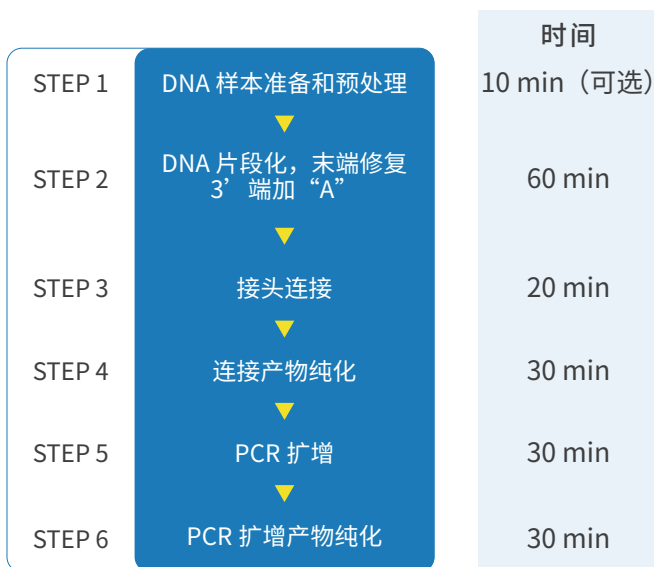 时间
STEP 1 DNA 样本准备和预处理 10 min（可选）
STEP 2 DNA 片段化，末端修复 3’端加“A” 60 min
STEP 3 接头连接 20 min
STEP 4 连接产物纯化 30 min
STEP 5 PCR 扩增 30 min
STEP 6 PCR 扩增产物纯化 30 min